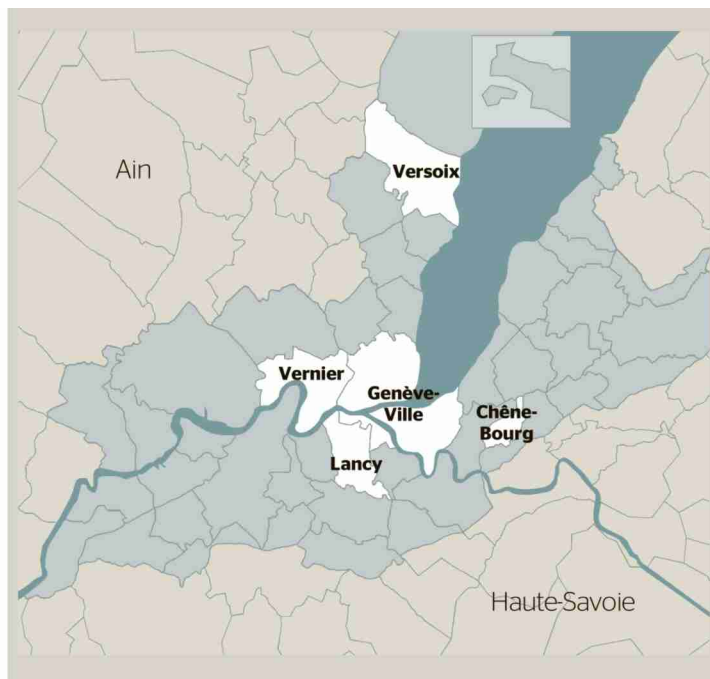 Ain
Versoix
Vernier
Genève-
Ville
Chêne-
Bourg
Lancy
Haute-Savoie